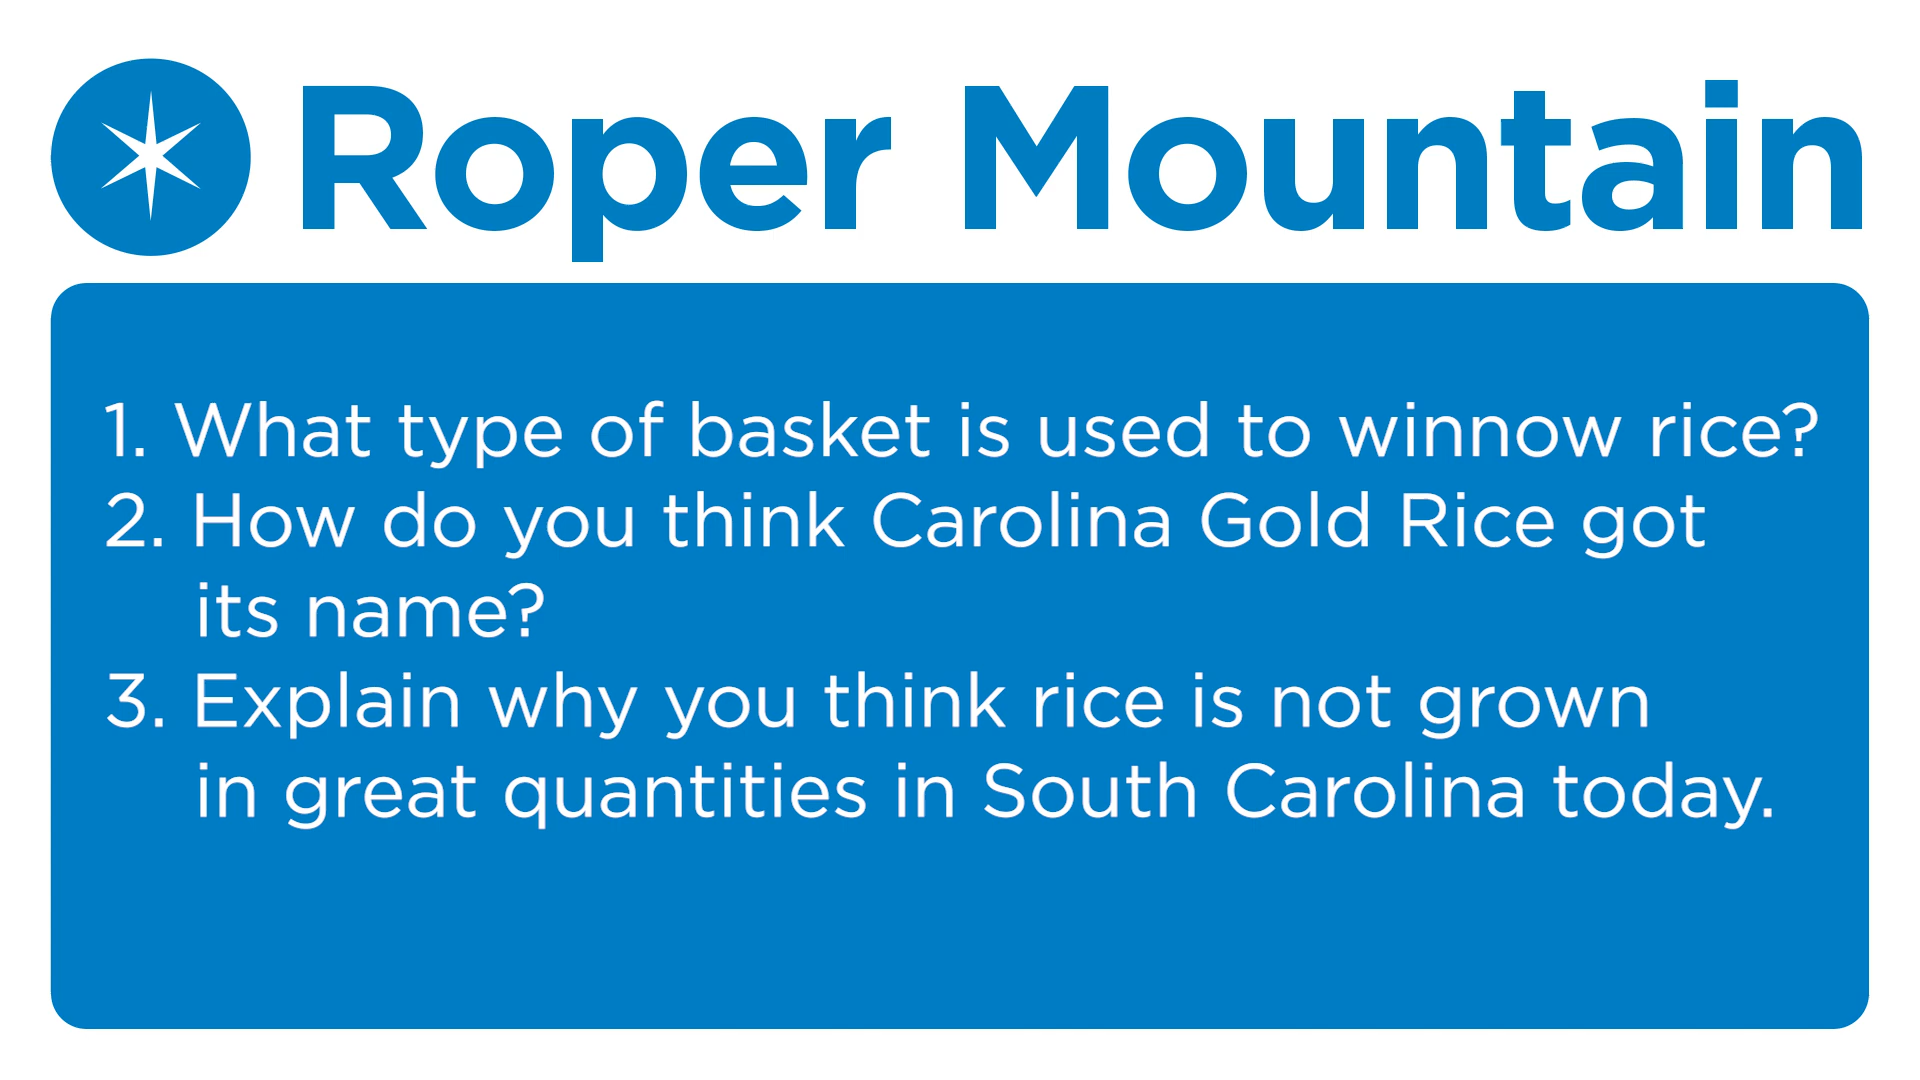 Roper Mountain
1. What type of basket is used to winnow rice?
2. How do you think Carolina Gold Rice got
its name?
3. Explain why you think rice is not grown
in great quantities in South Carolina today.